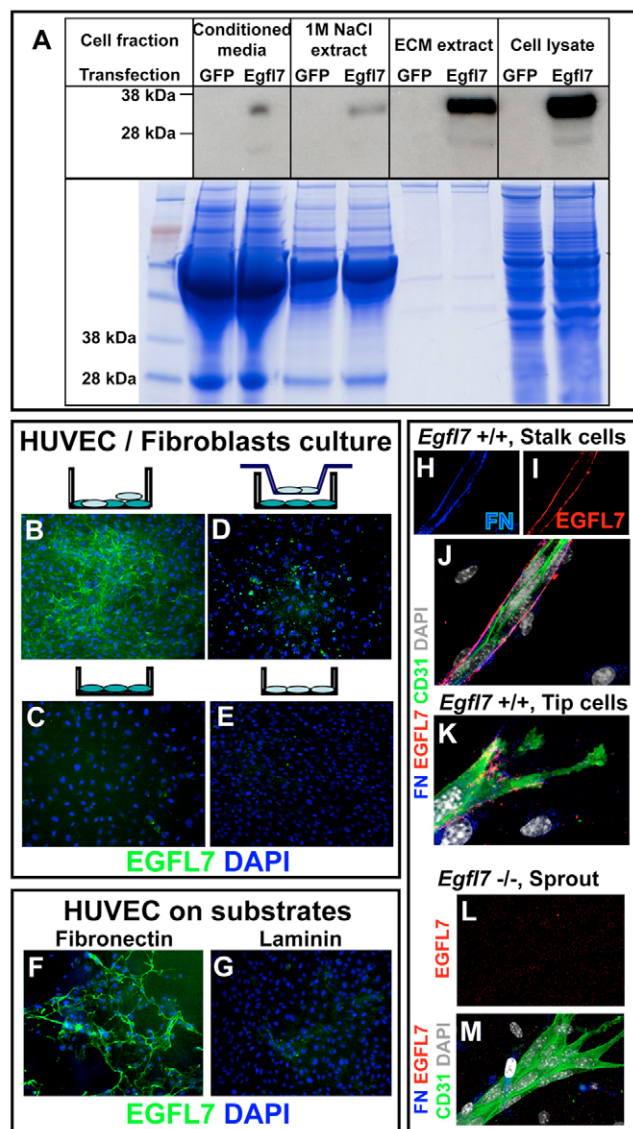 A
Cell fraction
Conditioned media
1M NaCl extract
ECM extract
Cell lysate
Transfection
GFP Egfl7 GFP Egfl7 GFP Egfl7 GFP Egfl7
38 kDa
28 kDa
38 kDa
28 kDa
HUVEC / Fibroblasts culture
B
D
C
E
EGFL7 DAPI
HUVEC on substrates
Fibronectin Laminin
F
G
EGFL7 DAPI
Egfl7 +/+, Stalk cells
H
FN
I
EGFL7
J
Egfl7 +/+, Tip cells
K
FN EGFL7 CD31 DAPI
Egfl7 -/-, Sprout
L
EGFL7
M
FN EGFL7
CD31 DAPI